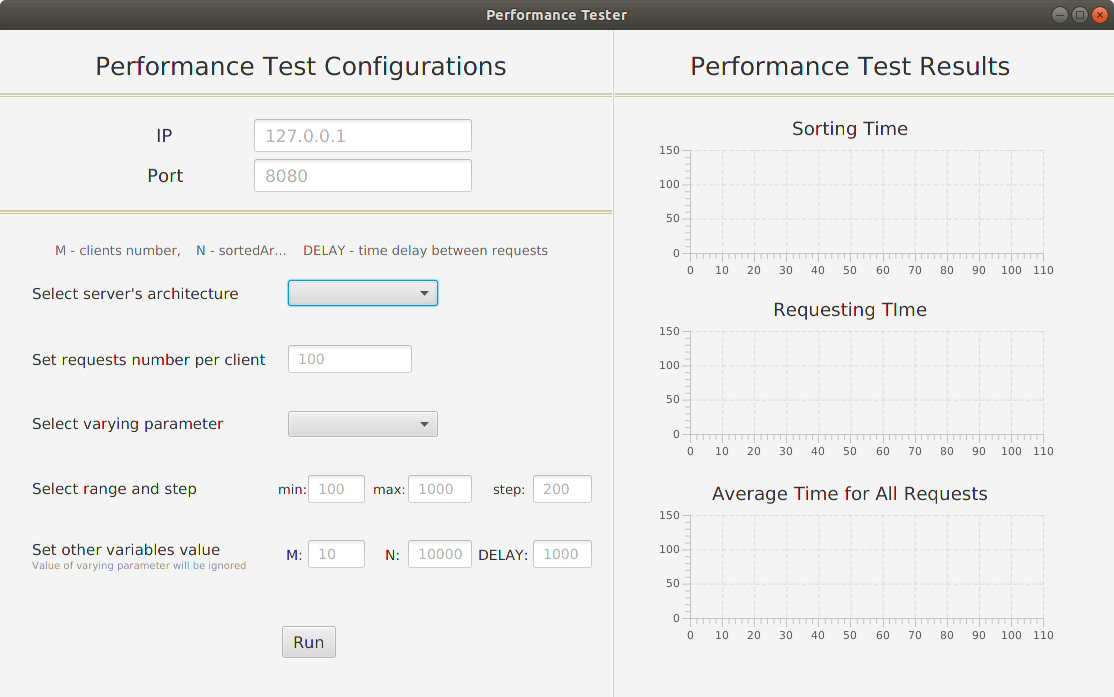 Performance Tester
Performance Test Configurations
IP 127.0.0.1
Port 8080
M - clients number, N - sortedAr... DELAY - time delay between requests
Select server's architecture
Set requests number per client 100
Select varying parameter
Select range and step min: 100 max: 1000 step: 200
Set other variables value M: 10 N: 10000 DELAY: 1000
Value of varying parameter will be ignored
Run
Performance Test Results
Sorting Time
150
100
50
0
0 10 20 30 40 50 60 70 80 90 100 110
Requesting TIme
150
100
50
0
0 10 20 30 40 50 60 70 80 90 100 110
Average Time for All Requests
150
100
50
0
0 10 20 30 40 50 60 70 80 90 100 110